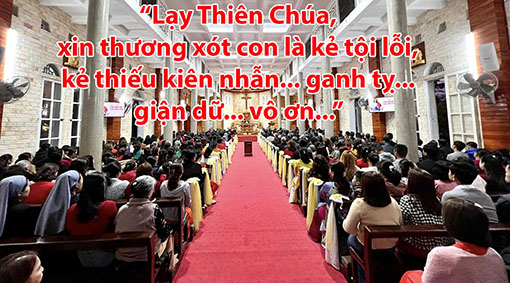 “Lạy Thiên Chúa,
xin thương xót con là kẻ tội lỗi,
kẻ thiếu kiên nhẫn... ganh tỵ...
giận dữ... vô ơn...”